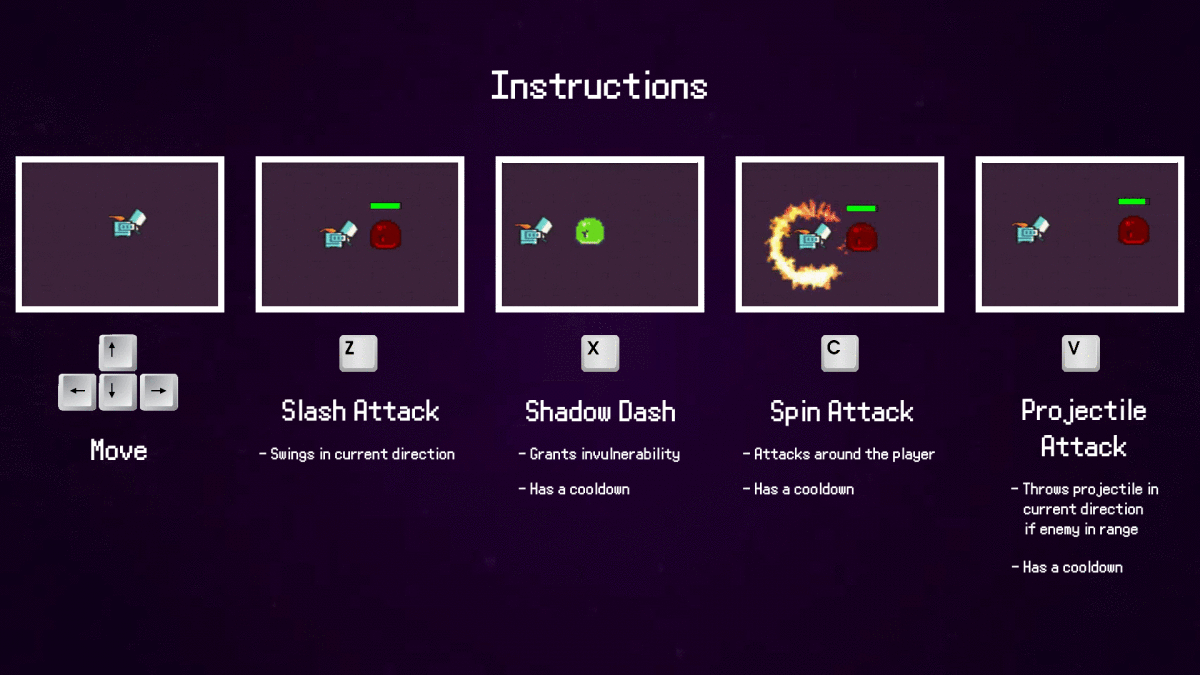 Instructions
↑
← ↓ →
Move
Z
Slash Attack
- Swings in current direction
X
Shadow Dash
- Grants invulnerability
- Has a cooldown
C
Spin Attack
- Attacks around the player
- Has a cooldown
V
Projectile
Attack
- Throws projectile in
current direction
if enemy in range
- Has a cooldown